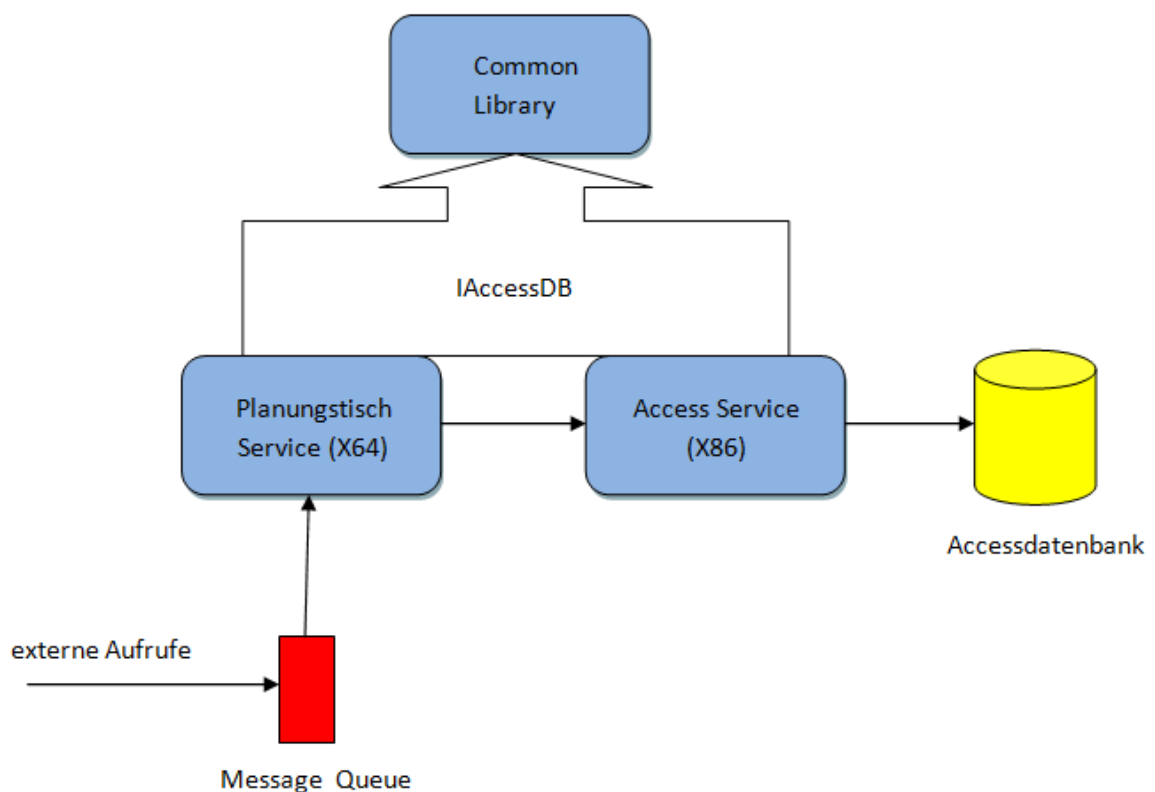 Common
Library
IAccessDB
Planungstisch
Service (X64)
Access Service
(X86)
Accessdatenbank
externe Aufrufe
Message Queue